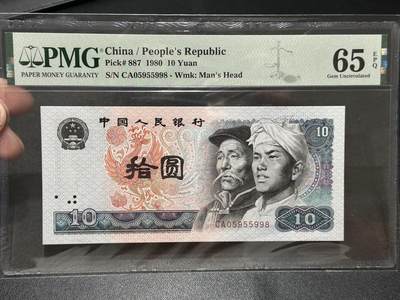 PMG
PAPER MONEY GUARANTY
China / People's Republic
Pick# 887 1980 10 Yuan
S/N CA05955998 - Wmk: Man's Head
65 EPQ
Gem Uncirculated
中国人民银行
10
拾圆
10
CA05955998
10